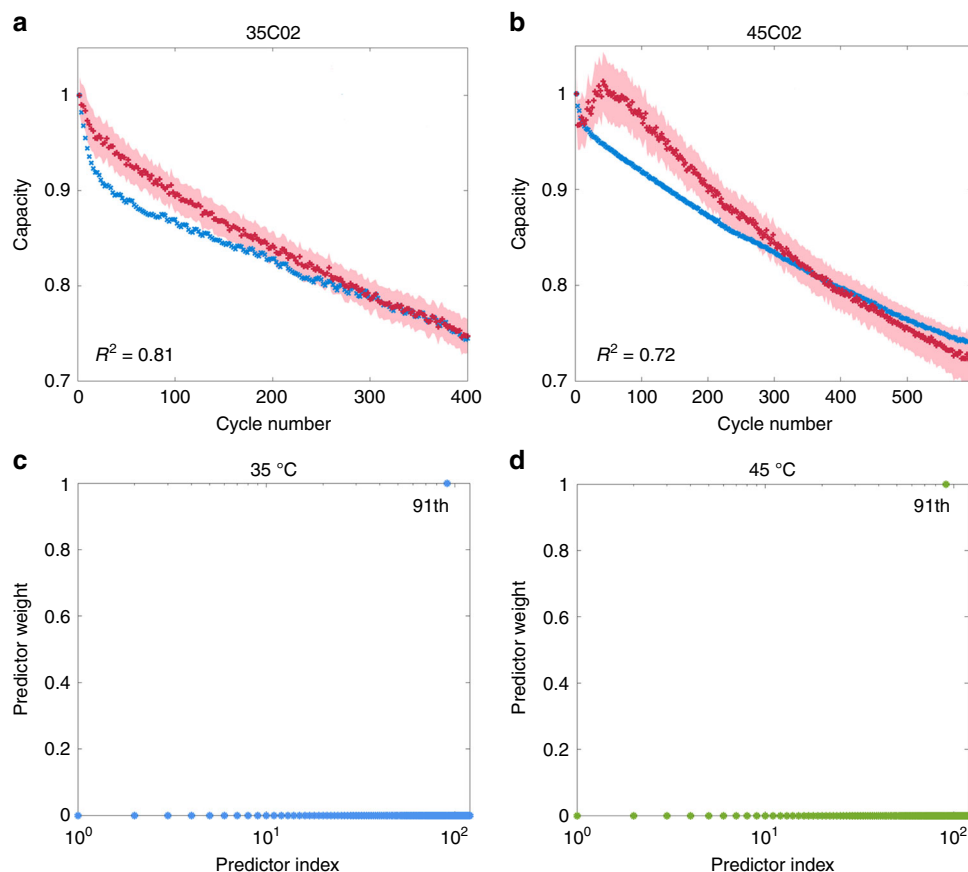 a
35C02
1
0.9
0.8
0.7
Capacity
R² = 0.81
0
100
200
300
400
Cycle number
b
45C02
1
0.9
0.8
0.7
Capacity
R² = 0.72
0
100
200
300
400
500
Cycle number
c
35 °C
1
0.8
0.6
0.4
0.2
0
Predictor weight
91th
10⁰
10¹
10²
Predictor index
d
45 °C
1
0.8
0.6
0.4
0.2
0
Predictor weight
91th
10⁰
10¹
10²
Predictor index